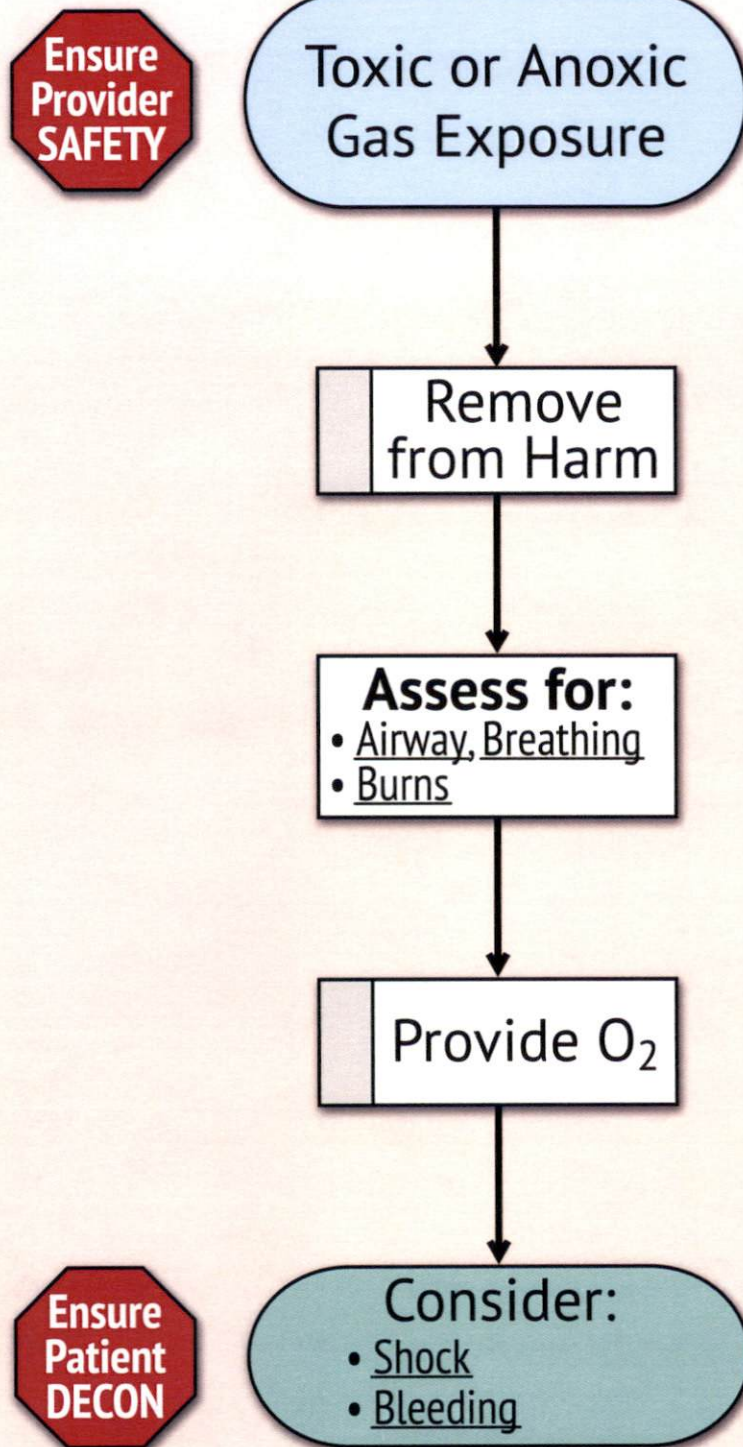 Ensure
Provider
SAFETY
Toxic or Anoxic
Gas Exposure
Remove
from Harm
Assess for:
• Airway, Breathing
• Burns
Provide O₂
Ensure
Patient
DECON
Consider:
• Shock
• Bleeding